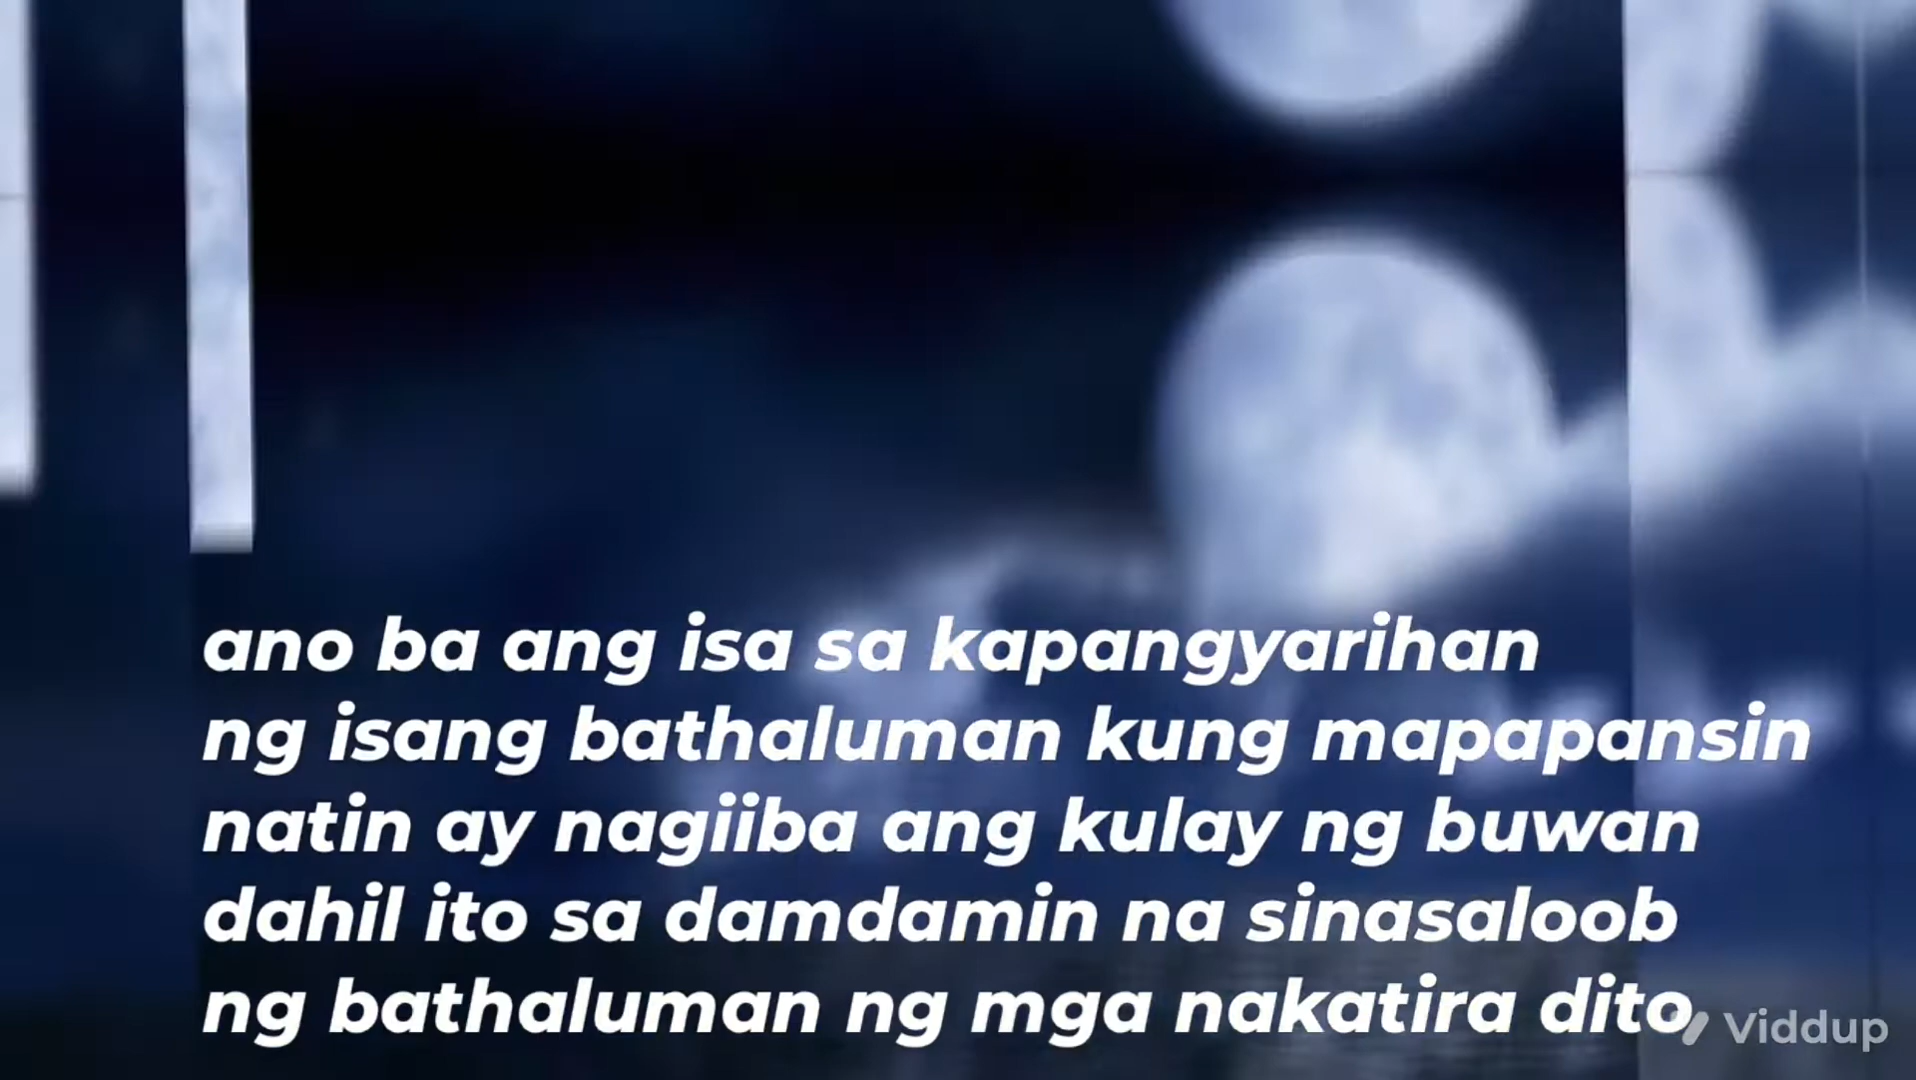 ano ba ang isa sa kapangyarihan
ng isang bathaluman kung mapapansin
natin ay nagiiba ang kulay ng buwan
dahil ito sa damdamin na sinasaloob
ng bathaluman ng mga nakatira dito
Viddup